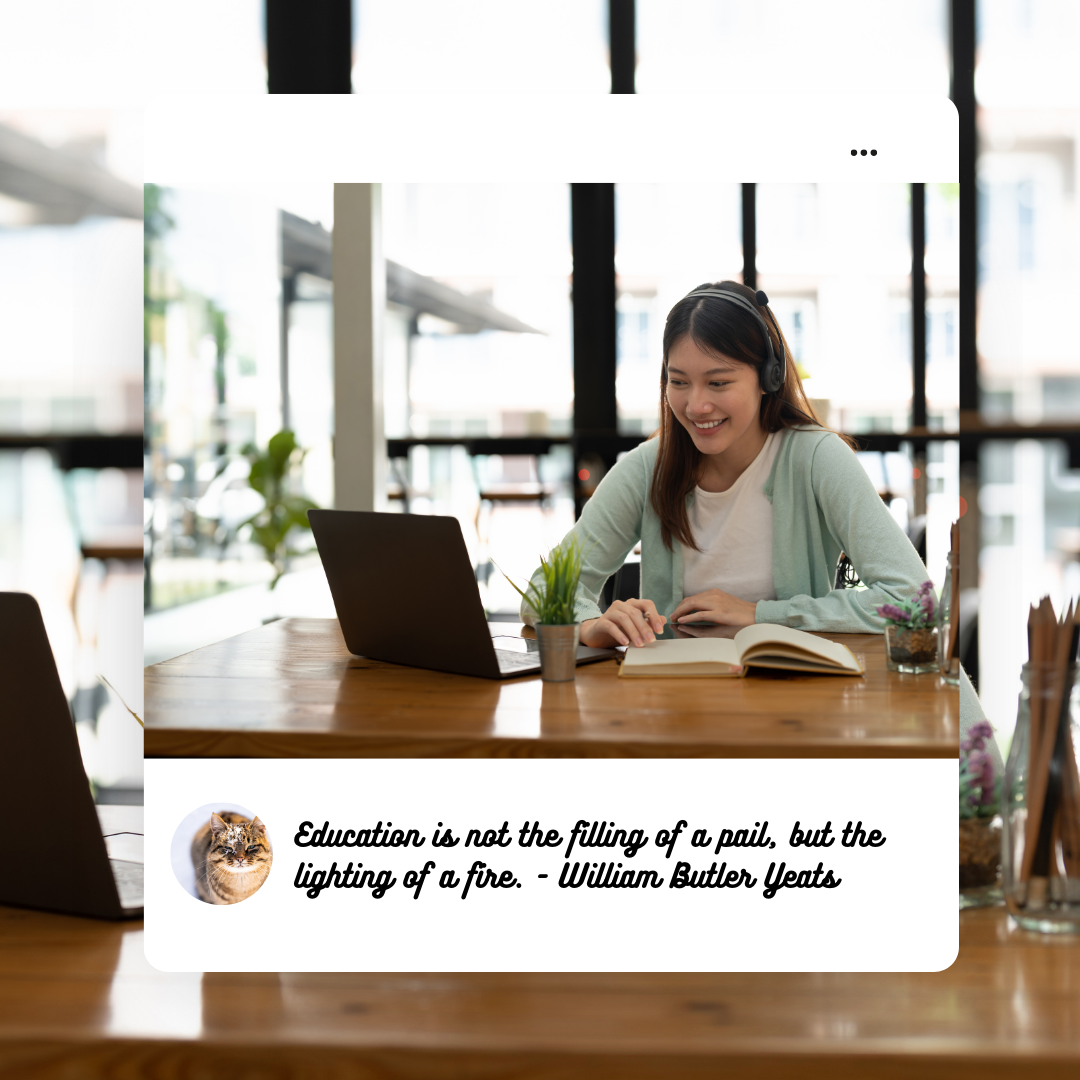 Education is not the filling of a pail, but the
lighting of a fire. - William Butler Yeats